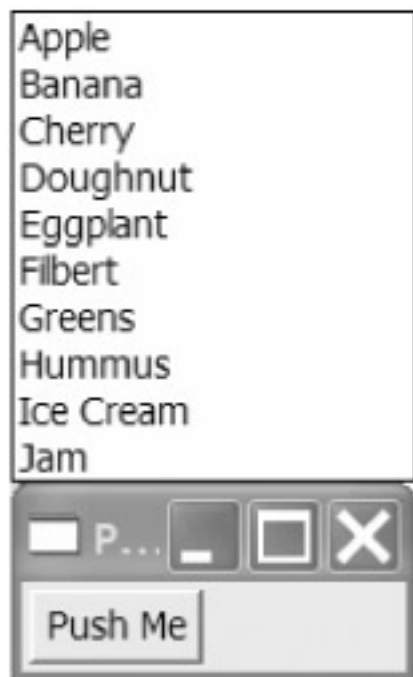 Apple
Banana
Cherry
Doughnut
Eggplant
Filbert
Greens
Hummus
Ice Cream
Jam
P...
Push Me